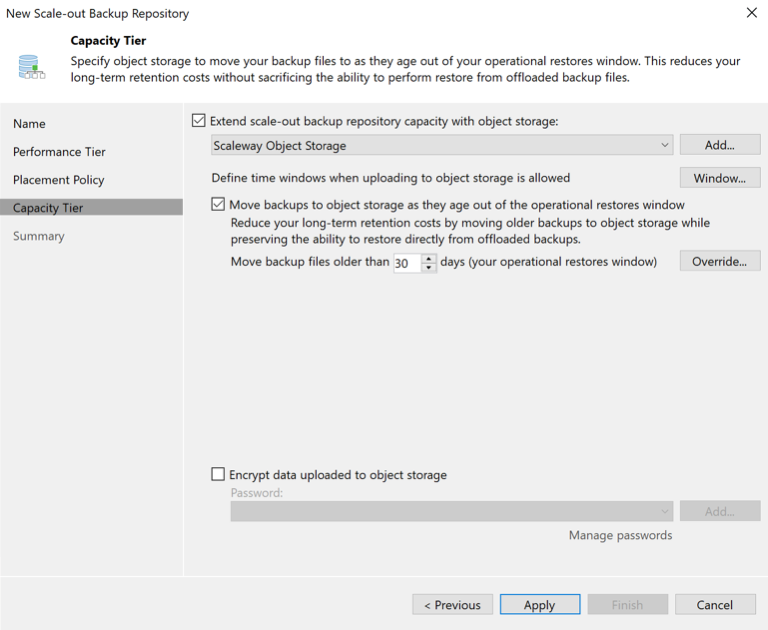 New Scale-out Backup Repository
Capacity Tier
Specify object storage to move your backup files to as they age out of your operational restores window. This reduces your
long-term retention costs without sacrificing the ability to perform restore from offloaded backup files.
Name
Performance Tier
Placement Policy
Capacity Tier
Summary
Extend scale-out backup repository capacity with object storage:
Scaleway Object Storage
Add...
Define time windows when uploading to object storage is allowed
Window...
Move backups to object storage as they age out of the operational restores window
Reduce your long-term retention costs by moving older backups to object storage while
preserving the ability to restore directly from offloaded backups.
Move backup files older than 30 days (your operational restores window)
Override...
Encrypt data uploaded to object storage
Password:
Add...
Manage passwords
< Previous
Apply
Finish
Cancel